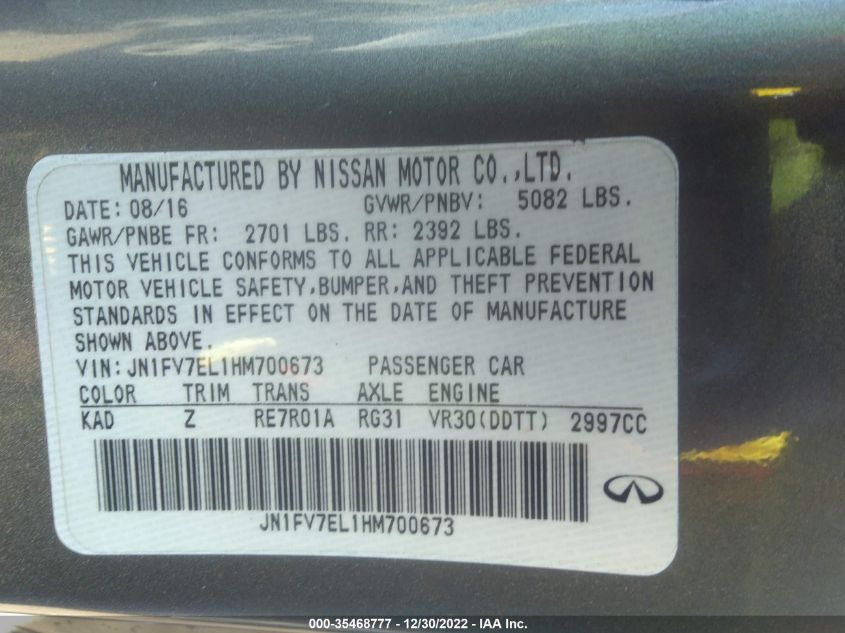 MANUFACTURED BY NISSAN MOTOR CO.,LTD.
DATE: 08/16 GVWR/PNBV: 5082 LBS.
GAWR/PNBE FR: 2701 LBS. RR: 2392 LBS.
THIS VEHICLE CONFORMS TO ALL APPLICABLE FEDERAL
MOTOR VEHICLE SAFETY,BUMPER,AND THEFT PREVENTION
STANDARDS IN EFFECT ON THE DATE OF MANUFACTURE
SHOWN ABOVE.
VIN: JN1FV7EL1HM700673 PASSENGER CAR
COLOR TRIM TRANS AXLE ENGINE
KAD Z RE7R01A RG31 VR30(DDTT) 2997CC
JN1FV7EL1HM700673
000-35468777 - 12/30/2022 - IAA Inc.